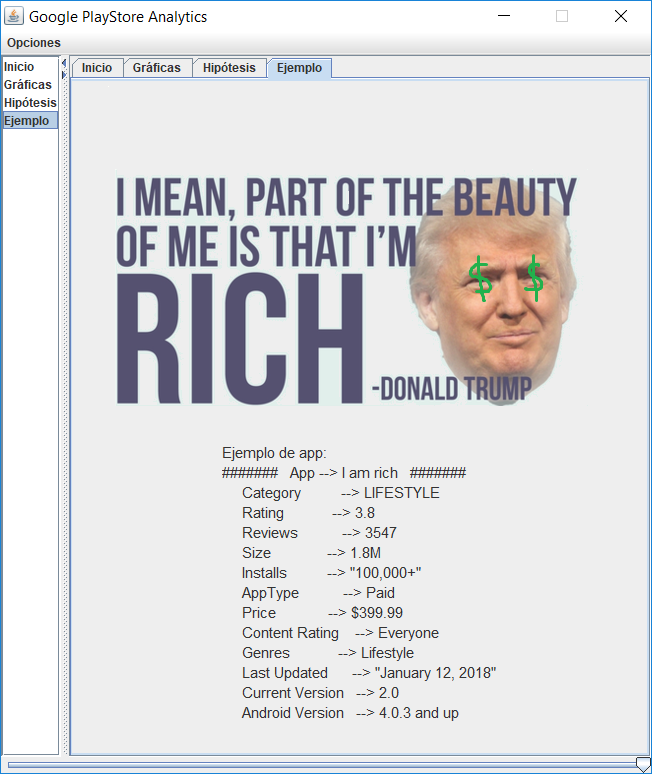 Google PlayStore Analytics
Opciones
Inicio
Gráficas
Hipótesis
Ejemplo
Inicio Gráficas Hipótesis Ejemplo
I MEAN, PART OF THE BEAUTY
OF ME IS THAT I'M
RICH
-DONALD TRUMP
$ $
Ejemplo de app:
####### App --> I am rich #######
Category --> LIFESTYLE
Rating --> 3.8
Reviews --> 3547
Size --> 1.8M
Installs --> "100,000+"
AppType --> Paid
Price --> $399.99
Content Rating --> Everyone
Genres --> Lifestyle
Last Updated --> "January 12, 2018"
Current Version --> 2.0
Android Version --> 4.0.3 and up